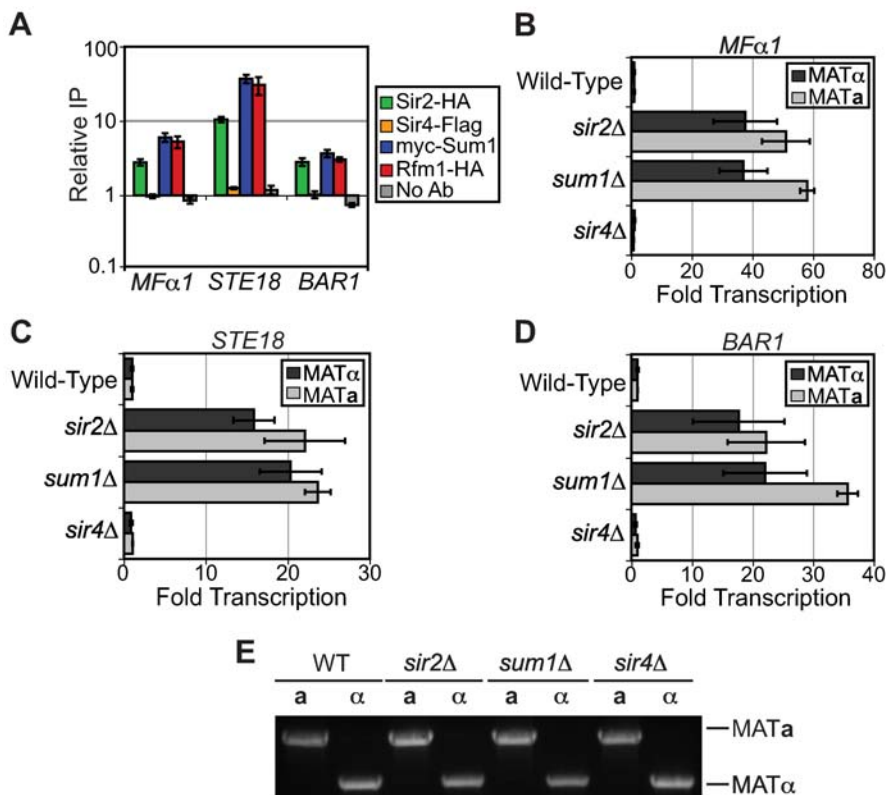 A
100
10
1
0.1
Relative IP
MFα1 STE18 BAR1
Sir2-HA
Sir4-Flag
myc-Sum1
Rfm1-HA
No Ab
B
MFα1
MATα
MATa
Wild-Type
sir2Δ
sum1Δ
sir4Δ
0 20 40 60 80
Fold Transcription
C
STE18
MATα
MATa
Wild-Type
sir2Δ
sum1Δ
sir4Δ
0 10 20 30
Fold Transcription
D
BAR1
MATα
MATa
Wild-Type
sir2Δ
sum1Δ
sir4Δ
0 10 20 30 40
Fold Transcription
E
WT sir2Δ sum1Δ sir4Δ
a α a α a α a α
MATa
MATα